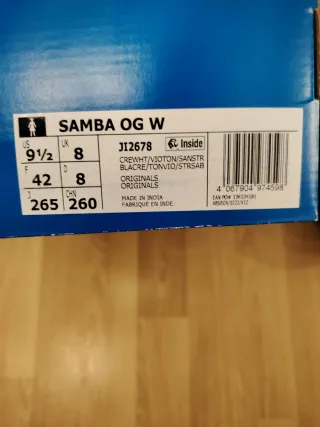 SAMBA OG W
US 9½ UK 8
F 42 D 8
J 265 CHN 260
JI2678 Inside
CREWHT/VIOTON/SANSTR
BLACRE/TONVIO/STRSAB
ORIGINALS
ORIGINALS
MADE IN INDIA
FABRIQUE EN INDE
4 067904 974598